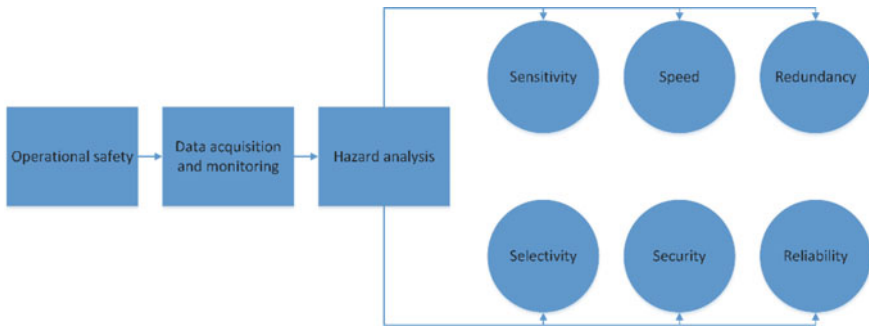 Operational safety
Data acquisition
and monitoring
Hazard analysis
Sensitivity
Speed
Redundancy
Selectivity
Security
Reliability